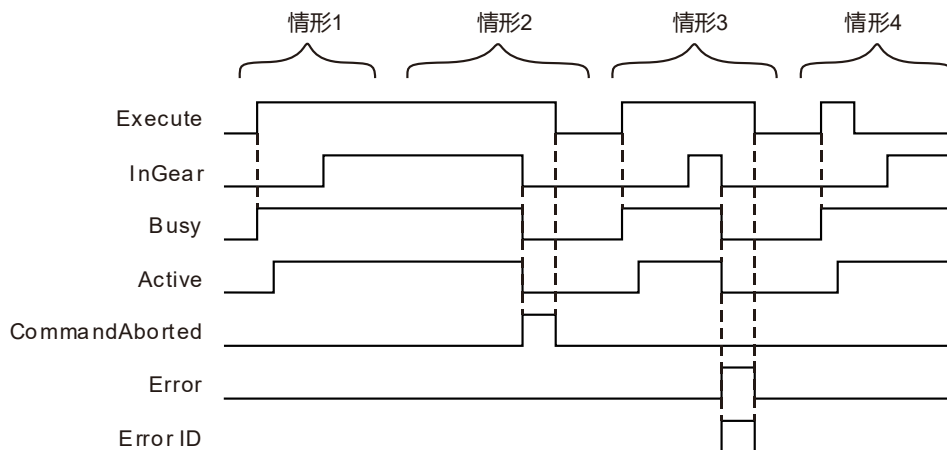 情形1 情形2 情形3 情形4
Execute
InGear
Busy
Active
CommandAborted
Error
Error ID